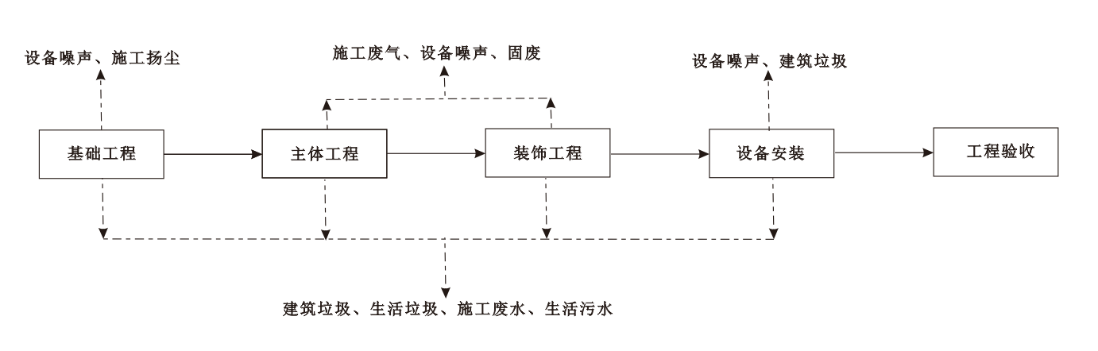 设备噪声、施工扬尘
施工废气、设备噪声、固废
设备噪声、建筑垃圾
基础工程
主体工程
装饰工程
设备安装
工程验收
建筑垃圾、生活垃圾、施工废水、生活污水